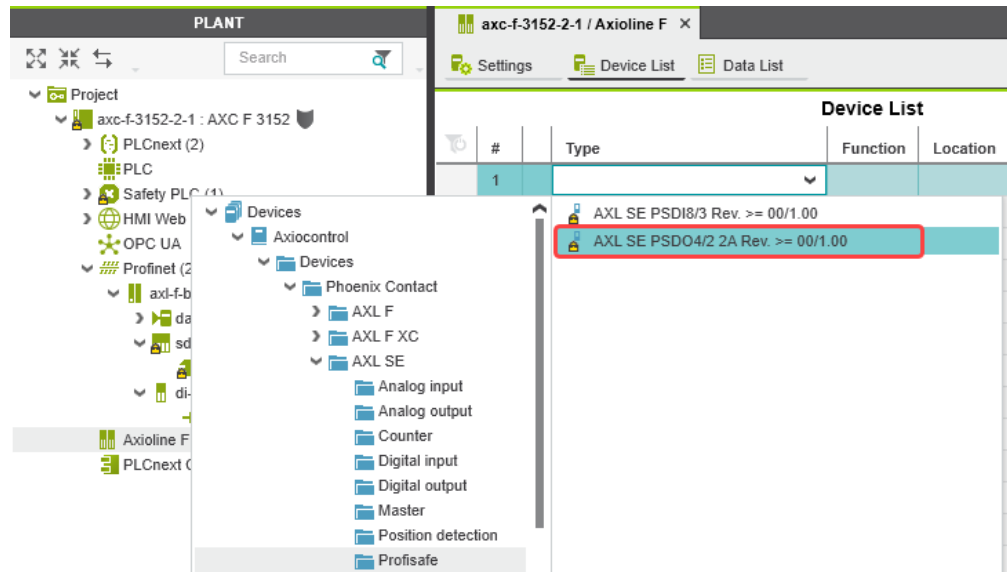 PLANT
Search
Project
axc-f-3152-2-1 : AXC F 3152
PLCnext (2)
PLC
Safety PLC (1)
HMI Web
OPC UA
Profinet (2
axl-f-b
da
sd
di-
Axioline F
PLCnext C
Devices
Axiocontrol
Devices
Phoenix Contact
AXL F
AXL F XC
AXL SE
Analog input
Analog output
Counter
Digital input
Digital output
Master
Position detection
Profisafe
axc-f-3152-2-1 / Axioline F
Settings
Device List
Data List
Device List
# Type Function Location
1
AXL SE PSDI8/3 Rev. >= 00/1.00
AXL SE PSDO4/2 2A Rev. >= 00/1.00